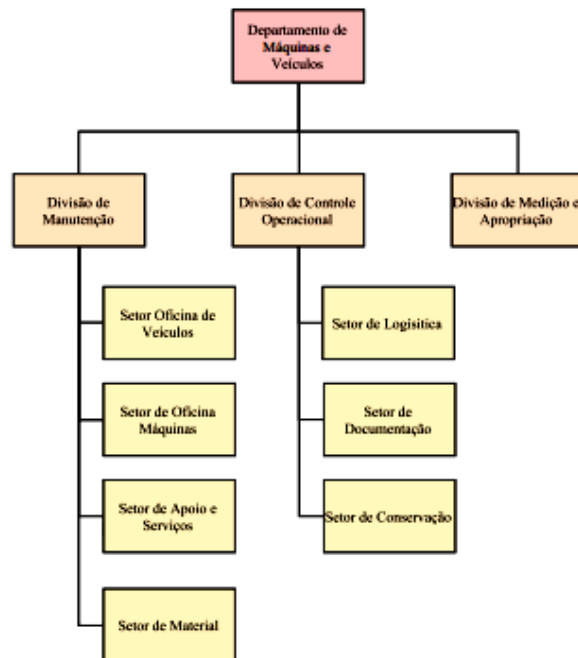 Departamento de
Máquinas e
Veículos
Divisão de
Manutenção
Divisão de Controle
Operacional
Divisão de Medição e
Apropriação
Setor Oficina de
Veículos
Setor de Logisitica
Setor de Oficina
Máquinas
Setor de
Documentação
Setor de Apoio e
Serviços
Setor de Conservação
Setor de Material